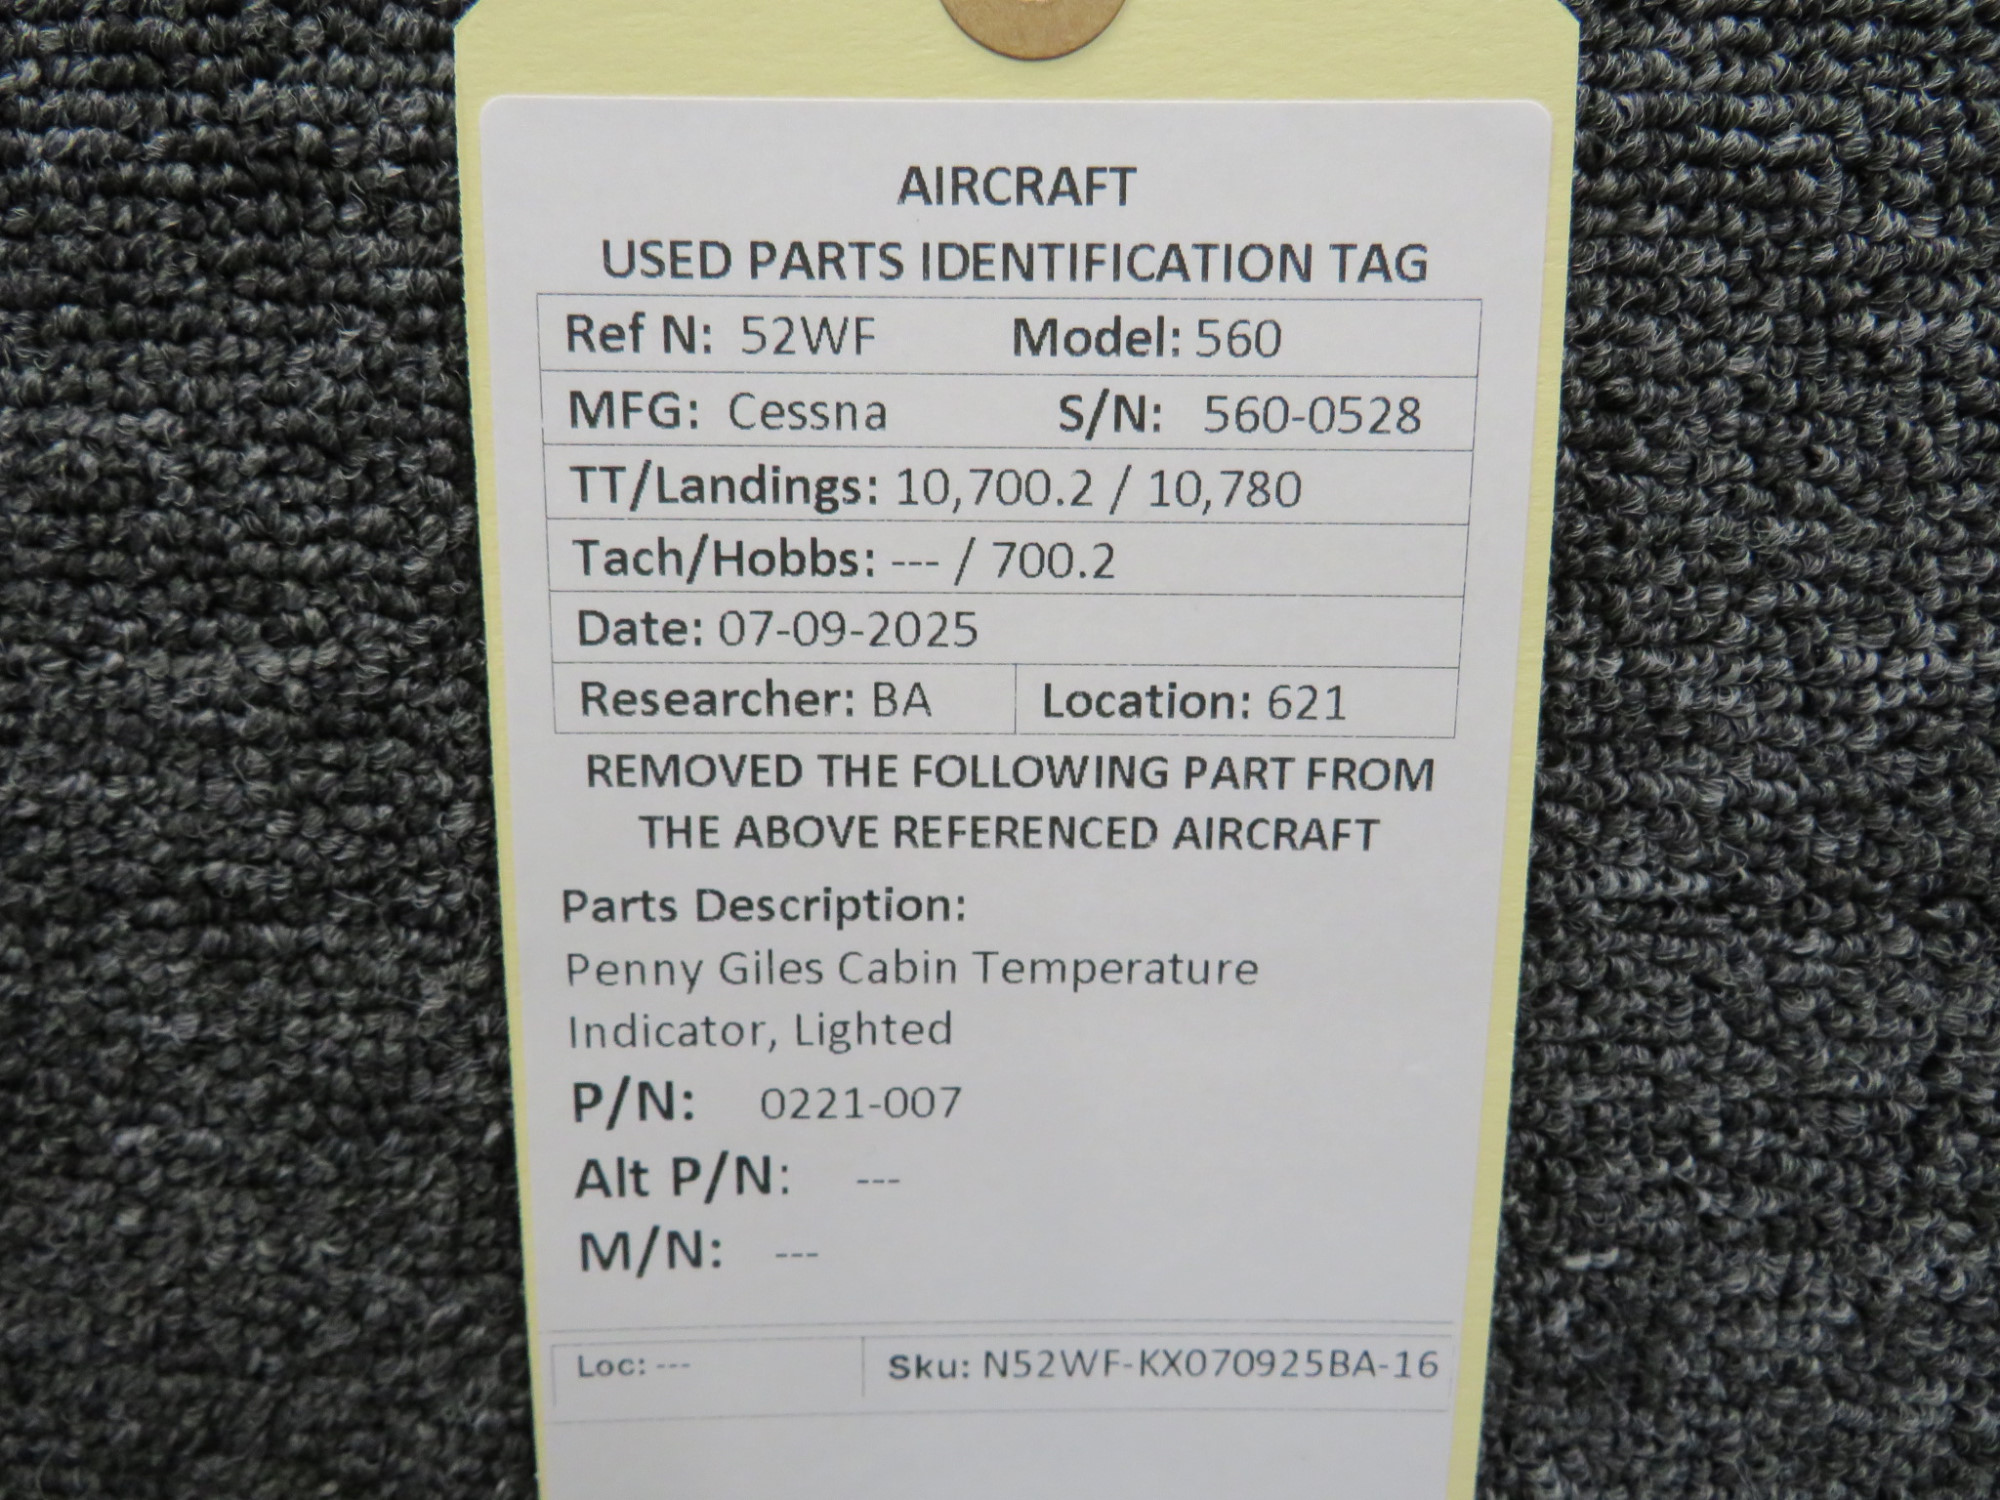 AIRCRAFT
USED PARTS IDENTIFICATION TAG
Ref N: 52WF Model: 560
MFG: Cessna S/N: 560-0528
TT/Landings: 10,700.2 / 10,780
Tach/Hobbs: --- / 700.2
Date: 07-09-2025
Researcher: BA Location: 621
REMOVED THE FOLLOWING PART FROM
THE ABOVE REFERENCED AIRCRAFT
Parts Description:
Penny Giles Cabin Temperature
Indicator, Lighted
P/N: 0221-007
Alt P/N: ---
M/N: ---
Loc: --- Sku: N52WF-KX070925BA-16